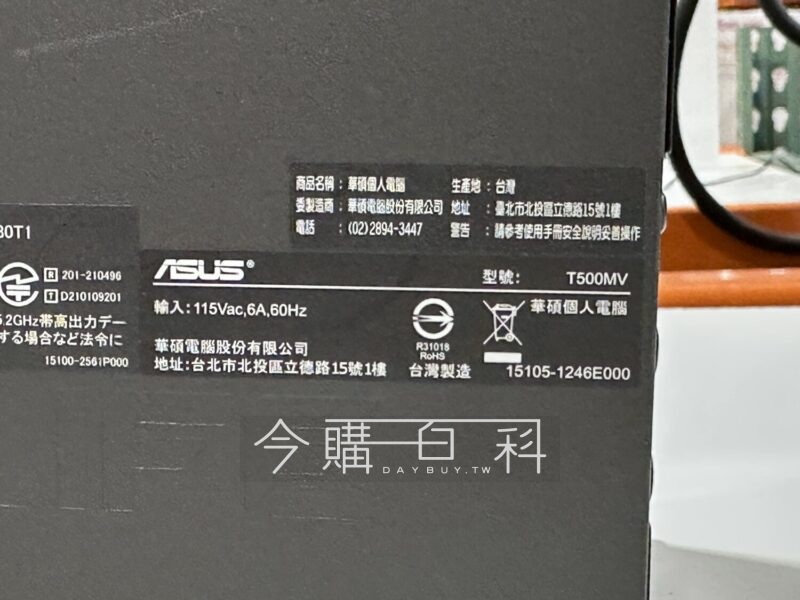 商品名稱：華碩個人電腦 生產地：台灣
委製造商：華碩電腦股份有限公司 地址：臺北市北投區立德路15號1樓
電話：(02)2894-3447 警告：請參考使用手冊安全說明妥善操作
30T1
R 201-210496
T D210109201
5.2GHz帯高出力デー
する場合など法令に
15100-2561P000
ASUS® 型號： T500MV
輸入：115Vac,6A,60Hz
R31018
RoHS
華碩個人電腦
華碩電腦股份有限公司
地址:台北市北投區立德路15號1樓
台灣製造
15105-1246E000
今購百科
DAYBUY.TW